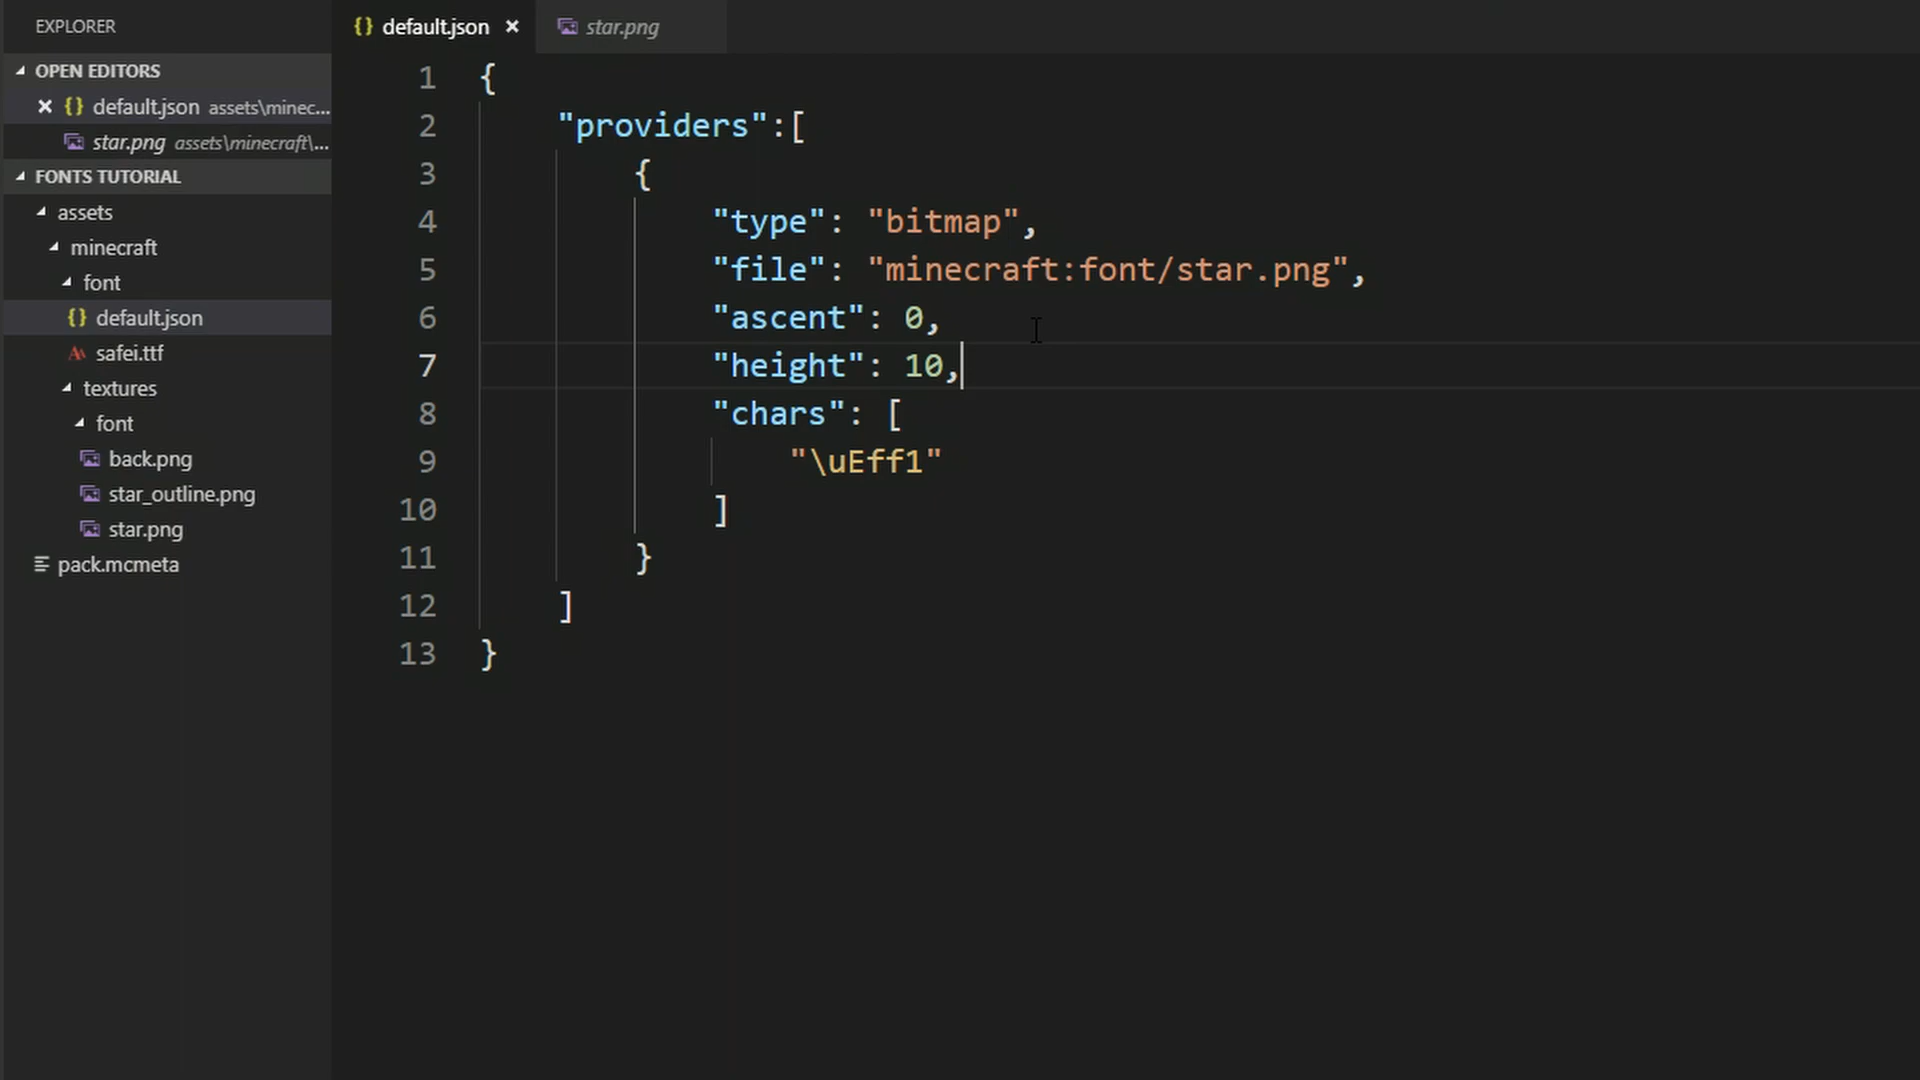 EXPLORER
OPEN EDITORS
default.json assets\minec...
star.png assets\minecraft\...
FONTS TUTORIAL
assets
minecraft
font
default.json
safei.ttf
textures
font
back.png
star_outline.png
star.png
pack.mcmeta
default.json
star.png
1 {
2 "providers":[
3 {
4 "type": "bitmap",
5 "file": "minecraft:font/star.png",
6 "ascent": 0,
7 "height": 10,
8 "chars": [
9 "\uEff1"
10 ]
11 }
12 ]
13 }